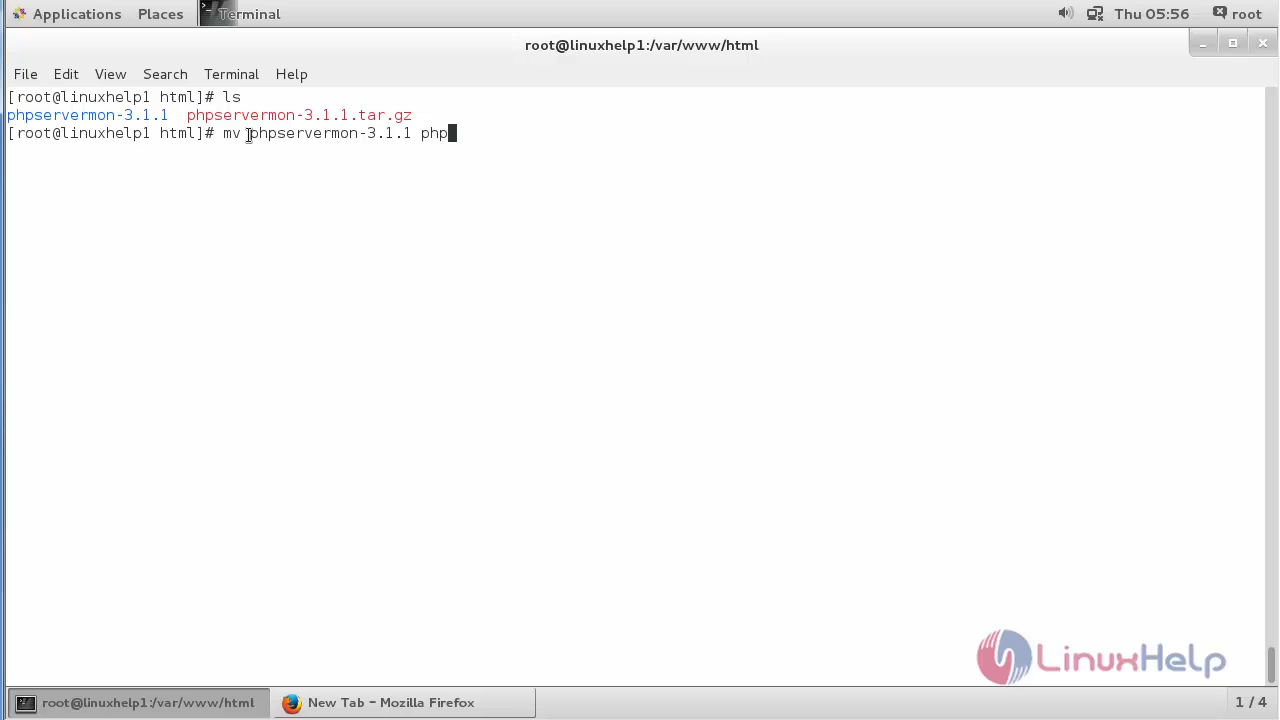 Applications Places Terminal Thu 05:56 root
root@linuxhelp1:/var/www/html
File Edit View Search Terminal Help
[root@linuxhelp1 html]# ls
phpservermon-3.1.1 phpservermon-3.1.1.tar.gz
[root@linuxhelp1 html]# mv phpservermon-3.1.1 php
LinuxHelp
root@linuxhelp1:/var/www/html New Tab - Mozilla Firefox 1 / 4